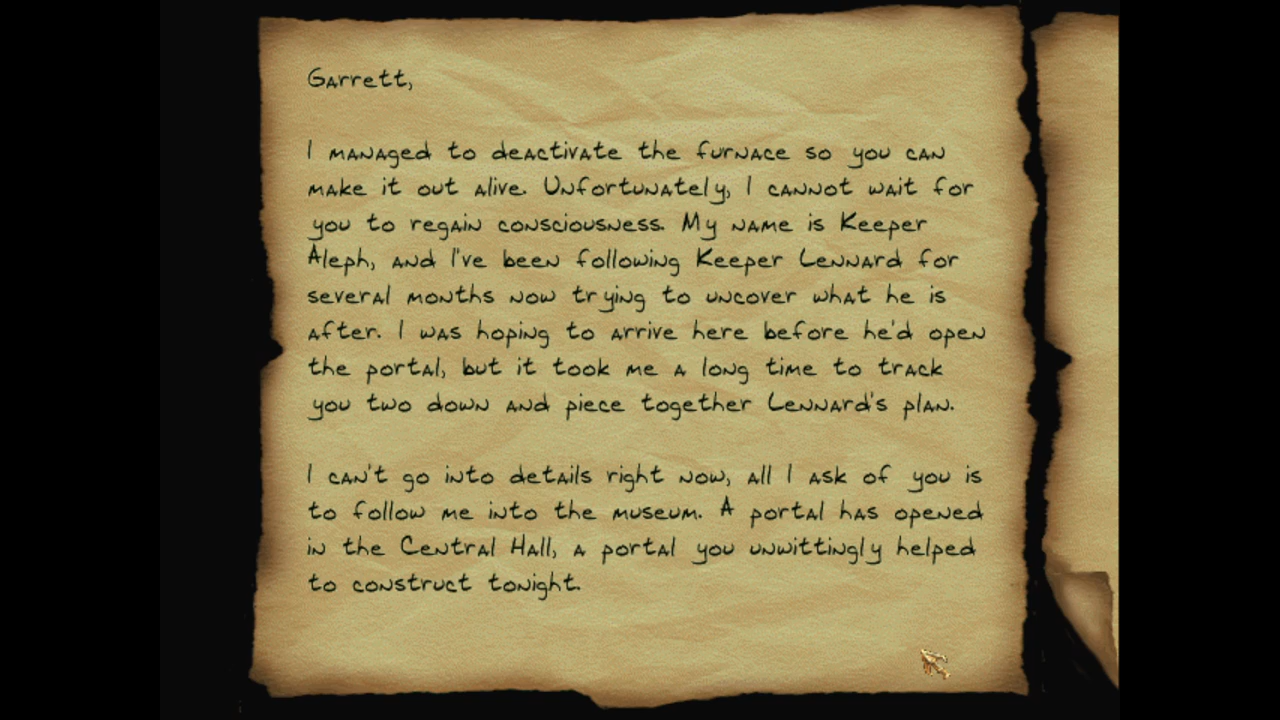 Garrett,
I managed to deactivate the furnace so you can
make it out alive. Unfortunately, I cannot wait for
you to regain consciousness. My name is Keeper
Aleph, and I've been following Keeper Lennard for
several months now trying to uncover what he is
after. I was hoping to arrive here before he'd open
the portal, but it took me a long time to track
you two down and piece together Lennard's plan.
I can't go into details right now, all I ask of you is
to follow me into the museum. A portal has opened
in the Central Hall, a portal you unwittingly helped
to construct tonight.